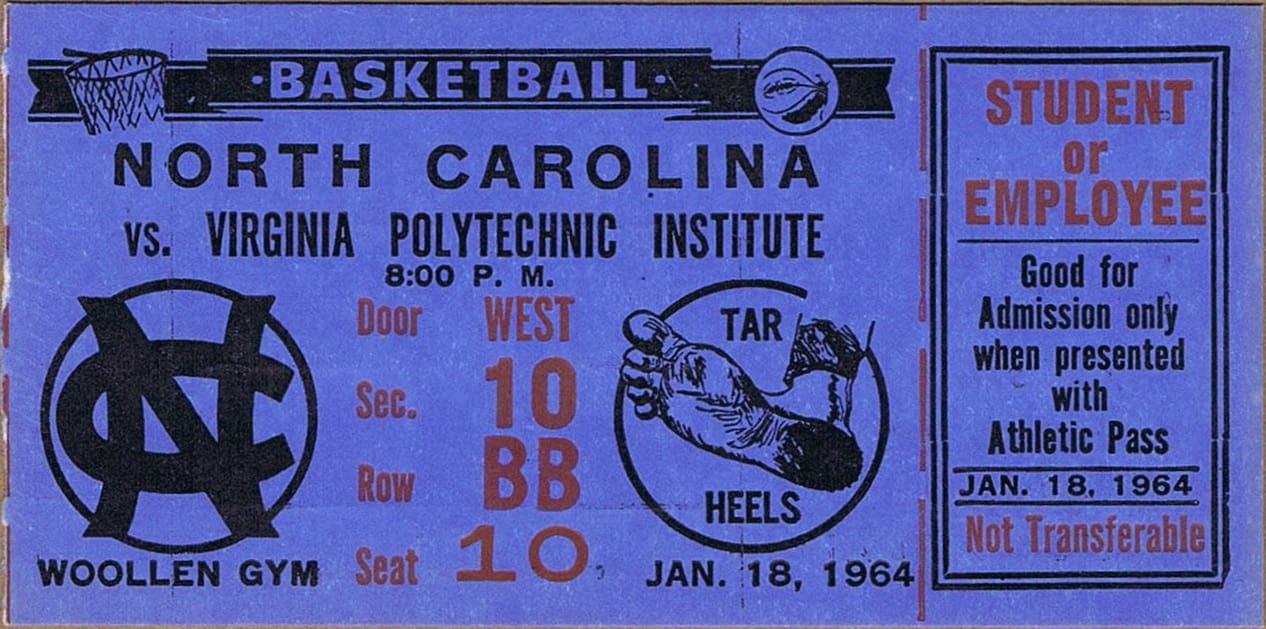 ·BASKETBALL·
NORTH CAROLINA
vs. VIRGINIA POLYTECHNIC INSTITUTE
8:00 P. M.
Door WEST
Sec. 10
Row BB
Seat 10
NC
WOOLLEN GYM
TAR
HEELS
JAN. 18, 1964
STUDENT
or
EMPLOYEE
Good for
Admission only
when presented
with
Athletic Pass
JAN. 18, 1964
Not Transferable